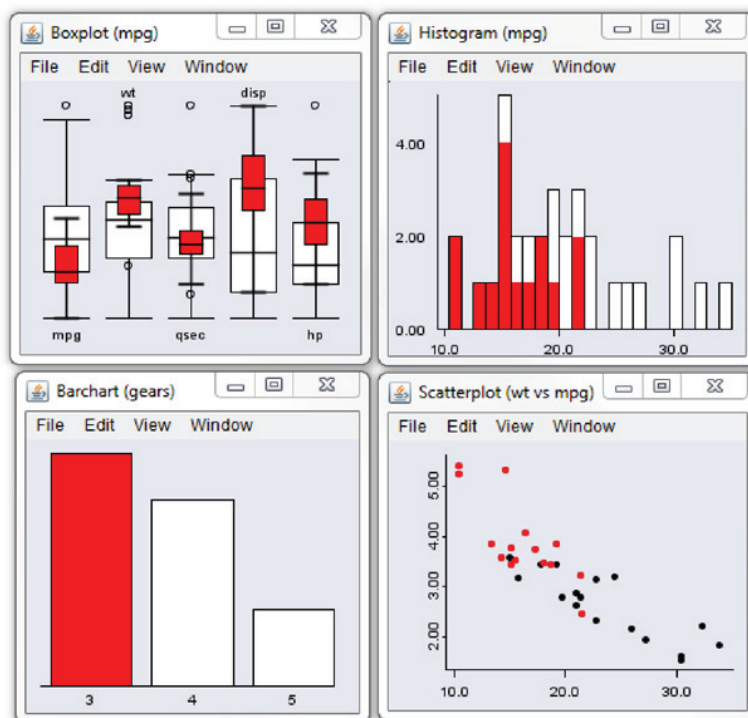 Boxplot (mpg)
File Edit View Window
wt disp
mpg qsec hp
Histogram (mpg)
File Edit View Window
4.00
2.00
0.00
10.0 20.0 30.0
Barchart (gears)
File Edit View Window
3 4 5
Scatterplot (wt vs mpg)
File Edit View Window
5.00
4.00
3.00
2.00
10.0 20.0 30.0